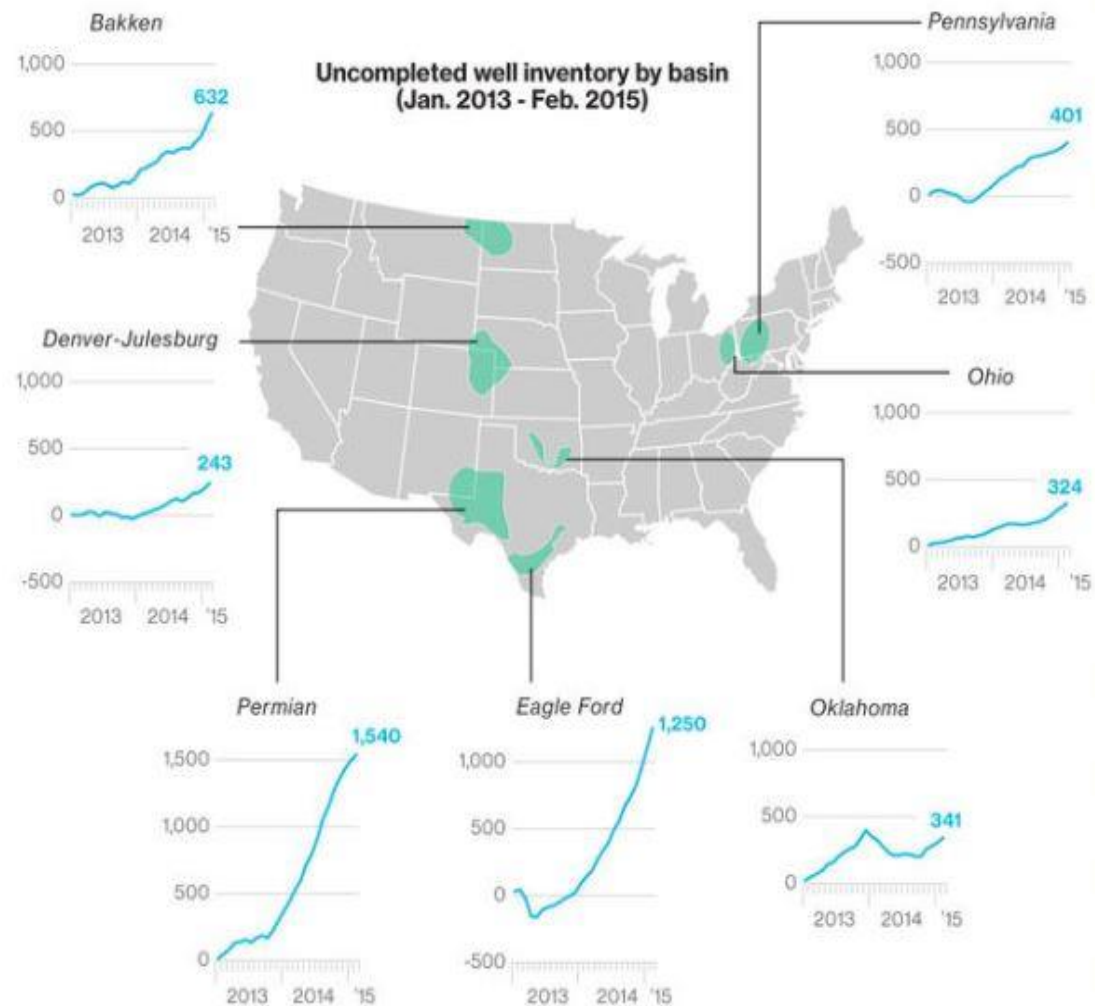 Uncompleted well inventory by basin
(Jan. 2013 - Feb. 2015)
Bakken
1,000
500
0
632
2013 2014 '15
Pennsylvania
1,000
500
0
-500
401
2013 2014 '15
Denver-Julesburg
1,000
500
0
-500
243
2013 2014 '15
Ohio
1,000
500
0
324
2013 2014 '15
Permian
1,500
1,000
500
0
1,540
2013 2014 '15
Eagle Ford
1,000
500
0
-500
1,250
2013 2014 '15
Oklahoma
1,000
500
0
341
2013 2014 '15